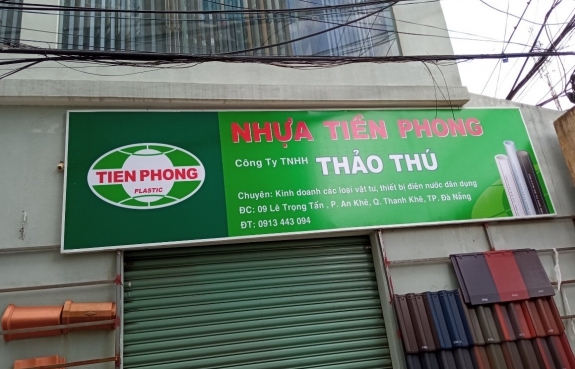 NHỰA TIỀN PHONG
TIEN PHONG
PLASTIC
Công Ty TNHH THẢO THÚ
Chuyên: Kinh doanh các loại vật tư, thiết bị điện nước dân dụng
ĐC: 09 Lê Trọng Tấn , P. An Khê, Q. Thanh Khê, TP. Đà Nẵng
ĐT: 0913 443 094